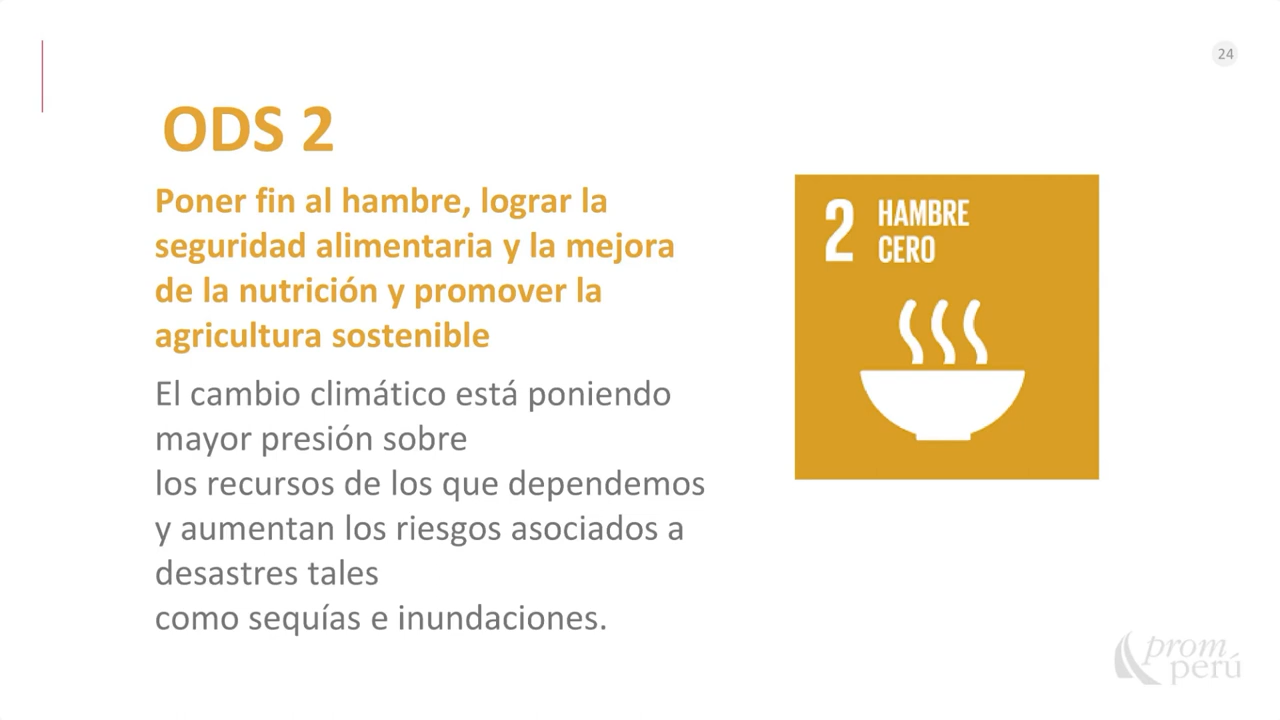 24
ODS 2
Poner fin al hambre, lograr la
seguridad alimentaria y la mejora
de la nutrición y promover la
agricultura sostenible
El cambio climático está poniendo
mayor presión sobre
los recursos de los que dependemos
y aumentan los riesgos asociados a
desastres tales
como sequías e inundaciones.
2 HAMBRE
CERO
prom
perú